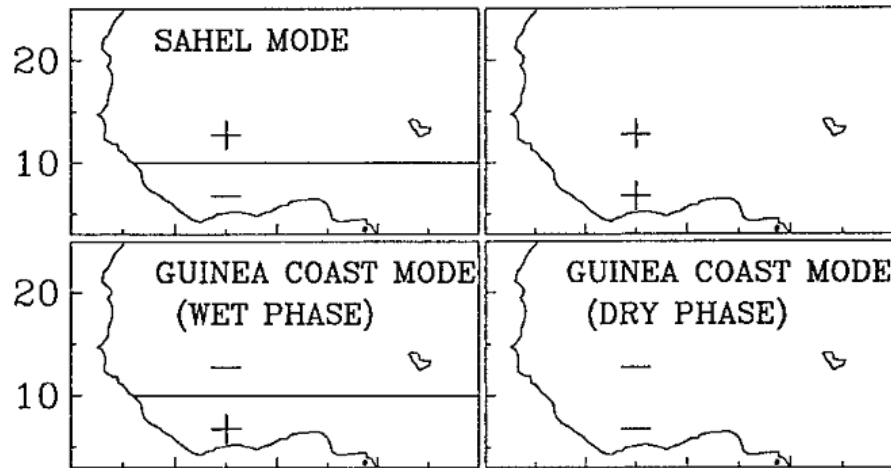 SAHEL MODE
20
+
+
10
−
+
GUINEA COAST MODE
(WET PHASE)
GUINEA COAST MODE
(DRY PHASE)
20
−
−
10
+
−